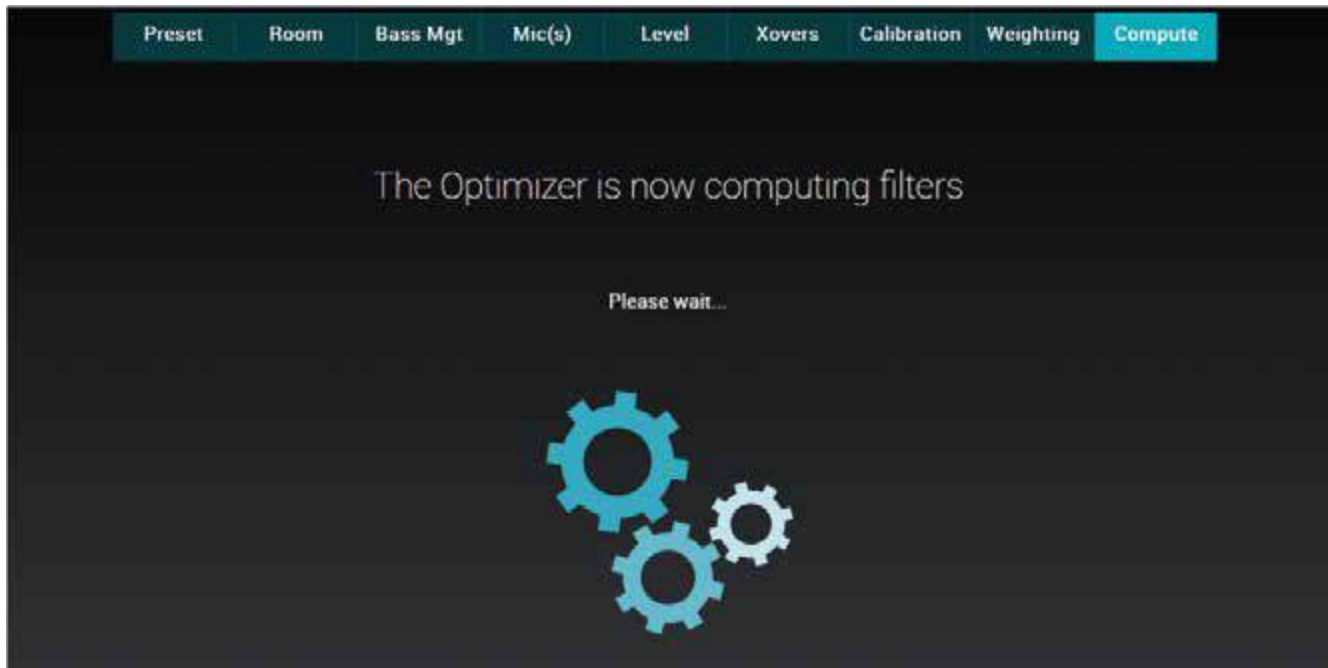 Preset Room Bass Mgt Mic(s) Level Xovers Calibration Weighting Compute
The Optimizer is now computing filters
Please wait...